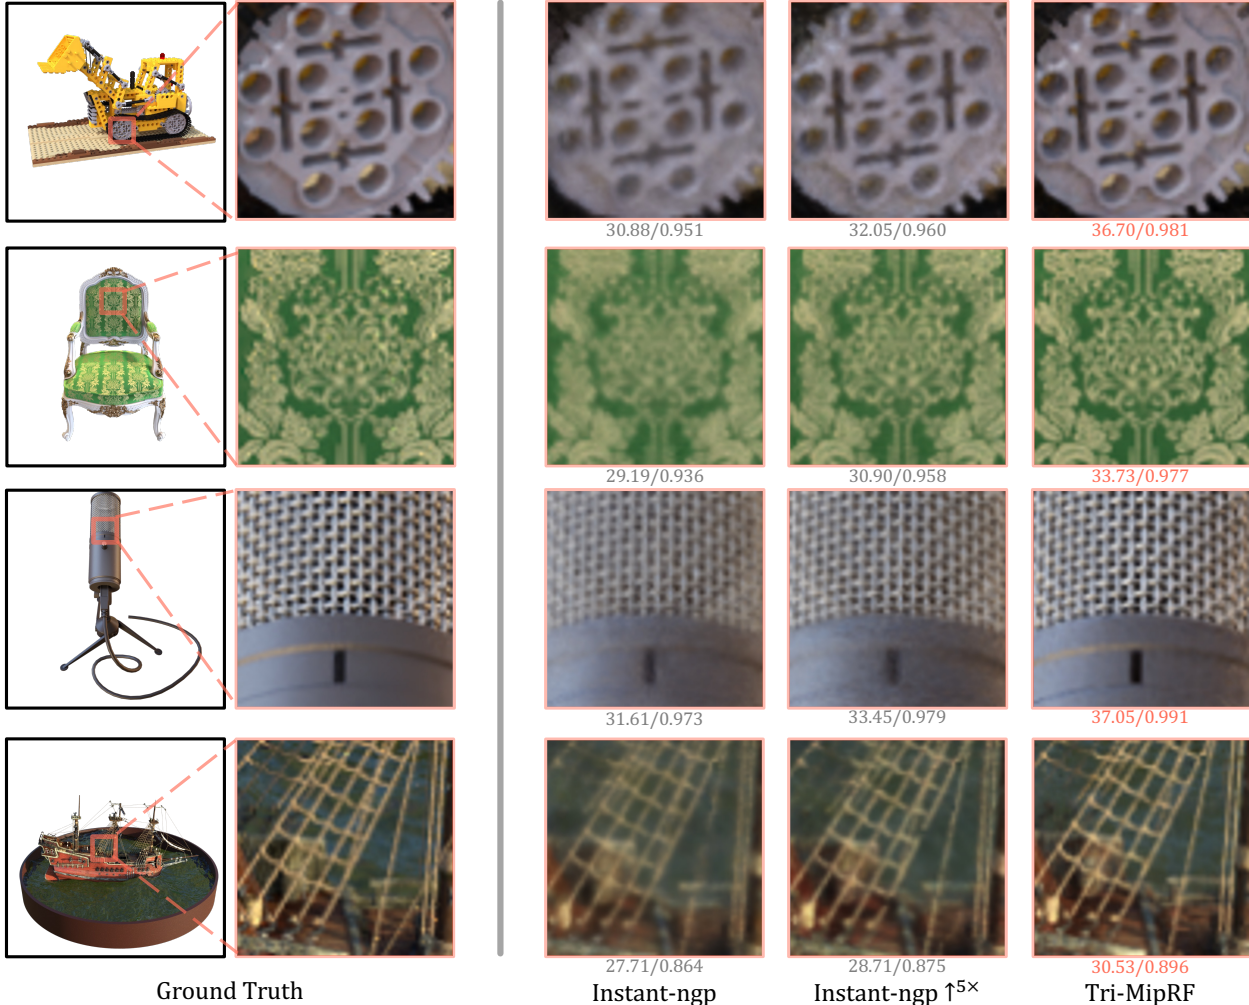 30.88/0.951 32.05/0.960 36.70/0.981
29.19/0.936 30.90/0.958 33.73/0.977
31.61/0.973 33.45/0.979 37.05/0.991
27.71/0.864 28.71/0.875 30.53/0.896
Ground Truth Instant-ngp Instant-ngp ↑5× Tri-MipRF